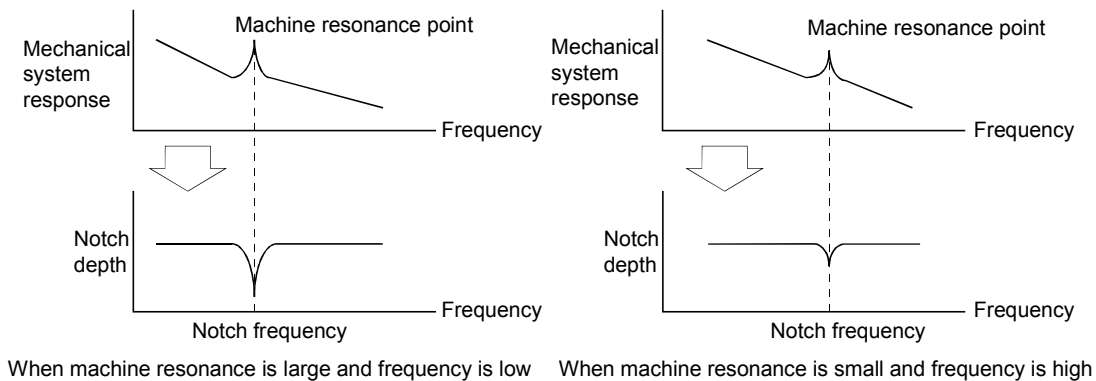 Machine resonance point
Mechanical
system
response
Frequency
Notch
depth
Frequency
Notch frequency
When machine resonance is large and frequency is low
Machine resonance point
Mechanical
system
response
Frequency
Notch
depth
Frequency
Notch frequency
When machine resonance is small and frequency is high